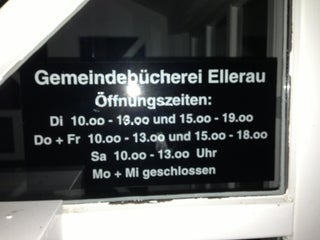 Gemeindebücherei Ellerau
Öffnungszeiten:
Di 10.oo - 13.oo und 15.oo - 19.oo
Do + Fr 10.oo - 13.oo und 15.oo - 18.oo
Sa 10.oo - 13.oo Uhr
Mo + Mi geschlossen